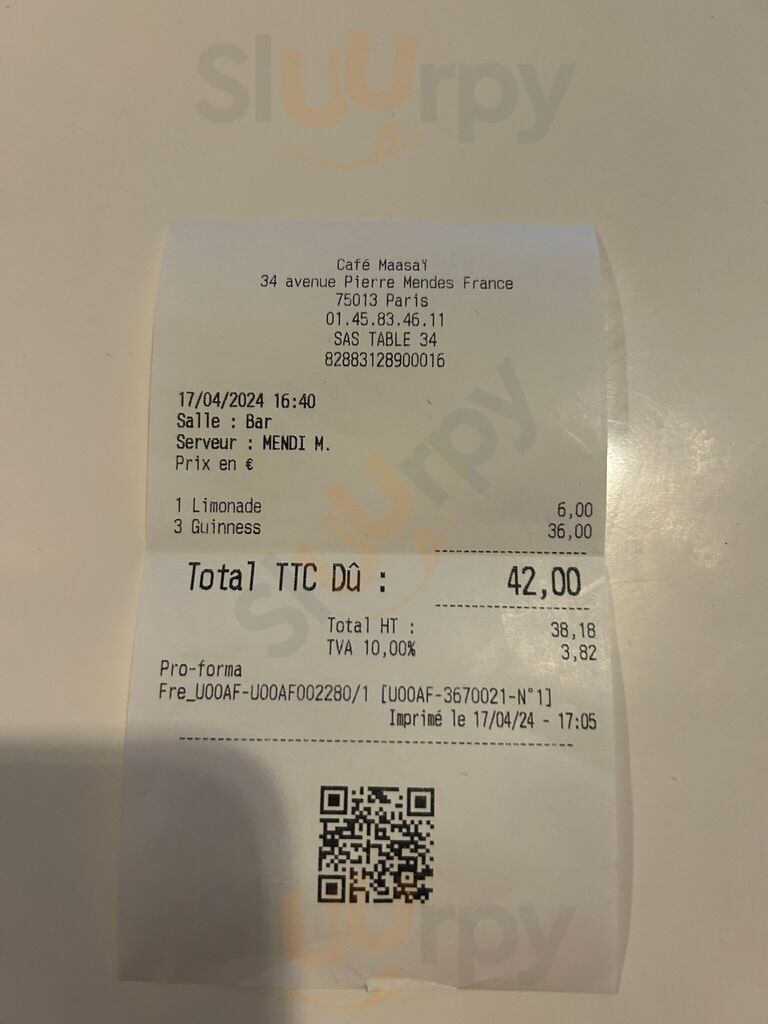 Sluurpy
Café Maasaï
34 avenue Pierre Mendes France
75013 Paris
01.45.83.46.11
SAS TABLE 34
82883128900016
17/04/2024 16:40
Salle : Bar
Serveur : MENDI M.
Prix en €
1 Limonade 6,00
3 Guinness 36,00
Sluurpy
Total TTC Dû : 42,00
Total HT : 38,18
TVA 10,00% 3,82
Pro-forma
Fre_U00AF-U00AF002280/1 [U00AF-3670021-N°1]
Imprimé le 17/04/24 - 17:05
Sluurpy